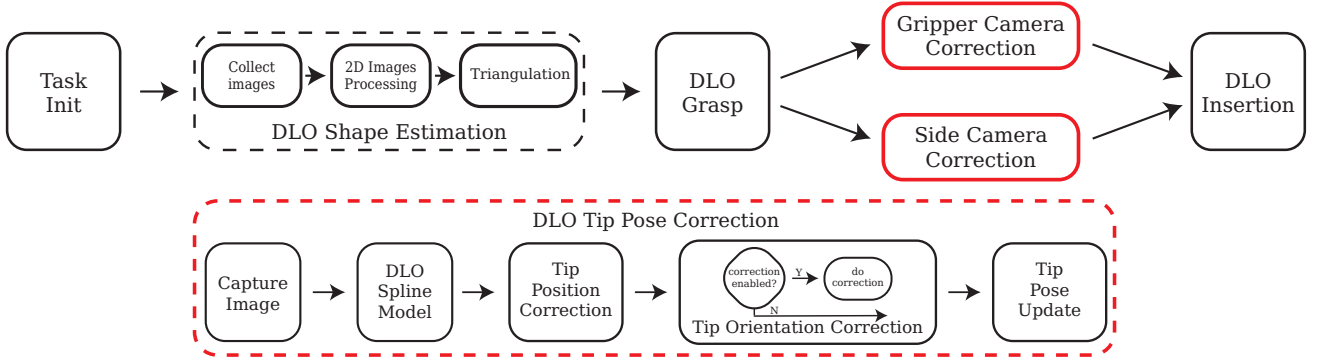 Task
Init
Collect
images
2D Images
Processing
Triangulation
DLO Shape Estimation
DLO
Grasp
Gripper Camera
Correction
Side Camera
Correction
DLO
Insertion
DLO Tip Pose Correction
Capture
Image
DLO
Spline
Model
Tip
Position
Correction
correction
enabled?
Y
do
correction
N
Tip Orientation Correction
Tip
Pose
Update